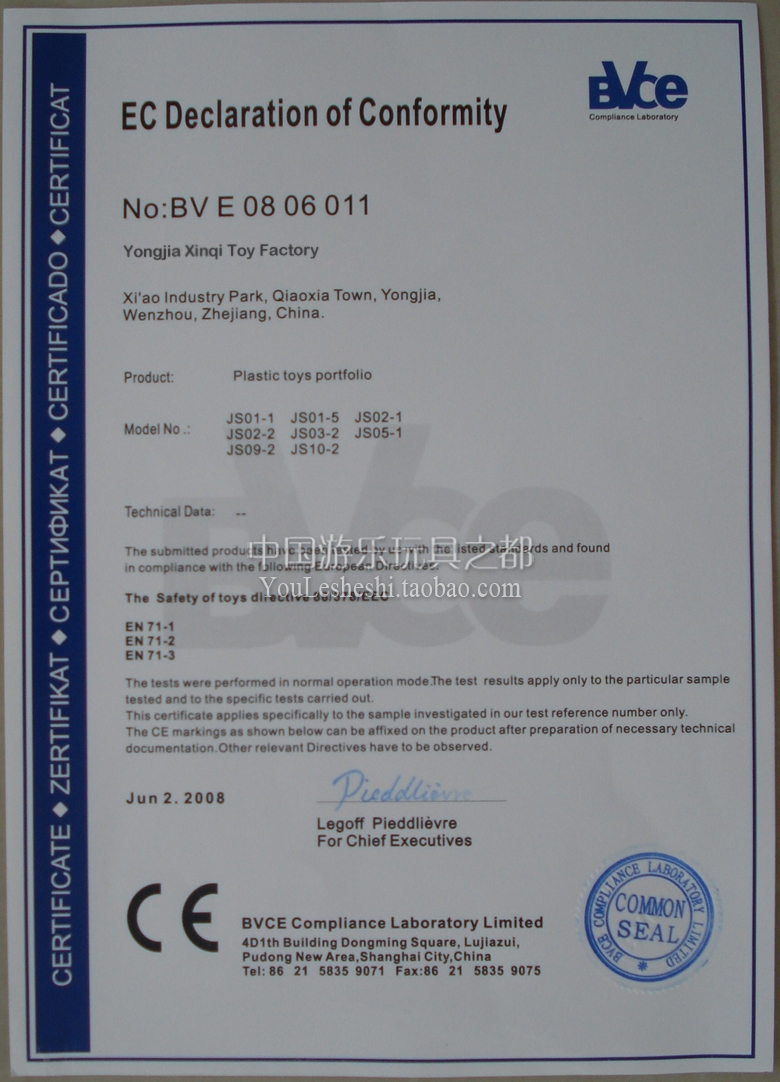 CERTIFICATE ◆ ZERTIFIKAT ◆ СЕРТИФИКАТ ◆ CERTIFICADO ◆ CERTIFICAT
BVCE
Compliance Laboratory
EC Declaration of Conformity
No:BV E 08 06 011
Yongjia Xinqi Toy Factory
Xi'ao Industry Park, Qiaoxia Town, Yongjia,
Wenzhou, Zhejiang, China.
Product: Plastic toys portfolio
Model No .: JS01-1 JS01-5 JS02-1
JS02-2 JS03-2 JS05-1
JS09-2 JS10-2
BVCE
Technical Data: --
The submitted products have been tested by us with the listed standards and found
in compliance with the following European Directives.
中国游乐玩具之都
YouLesheshi.taobao.com
The Safety of toys directive 88/378/EEC
EN 71-1
EN 71-2
EN 71-3
The tests were performed in normal operation mode.The test results apply only to the particular sample
tested and to the specific tests carried out.
This certificate applies specifically to the sample investigated in our test reference number only.
The CE markings as shown below can be affixed on the product after preparation of necessary technical
documentation.Other relevant Directives have to be observed.
Jun 2. 2008
Pieddlièvre
Legoff Pieddlièvre
For Chief Executives
CE
BVCE Compliance Laboratory Limited
4D1th Building Dongming Square, Lujiazui,
Pudong New Area,Shanghai City,China
Tel: 86 21 5835 9071 Fax:86 21 5835 9075
BVCE COMPLIANCE LABORATORY LIMITED
COMMON
SEAL